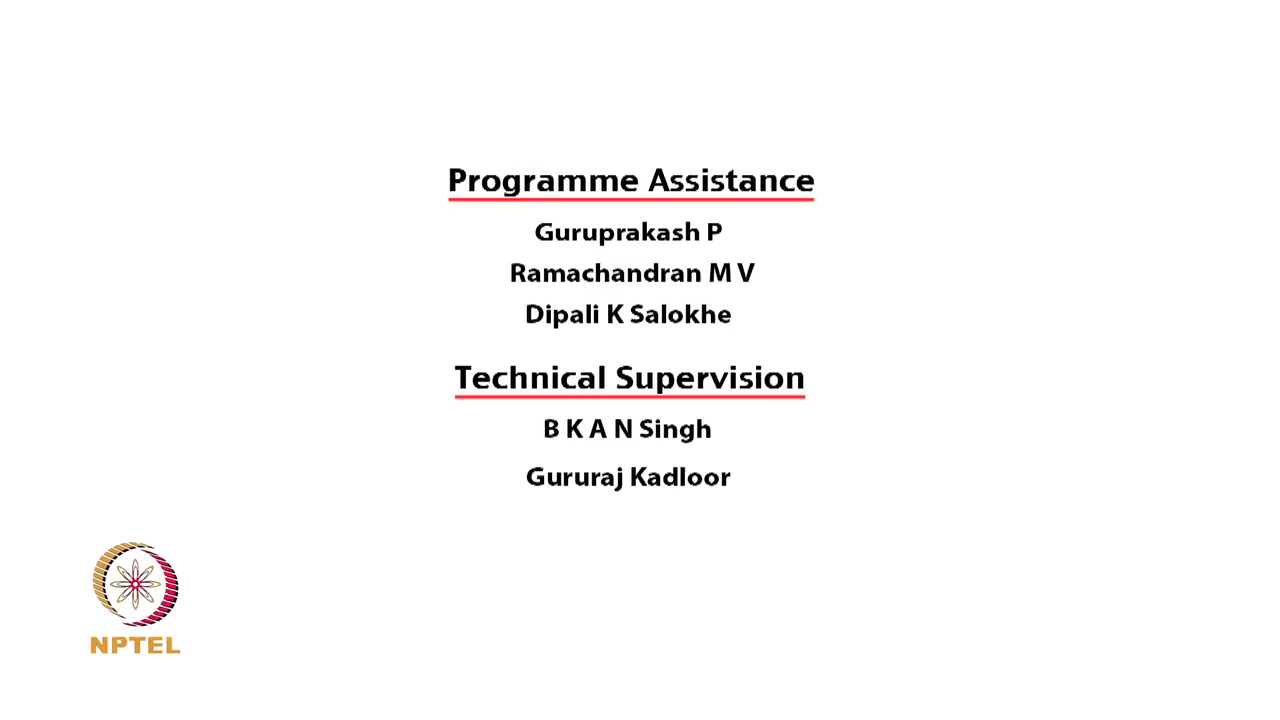 Programme Assistance
Guruprakash P
Ramachandran M V
Dipali K Salokhe
Technical Supervision
B K A N Singh
Gururaj Kadloor
NPTEL